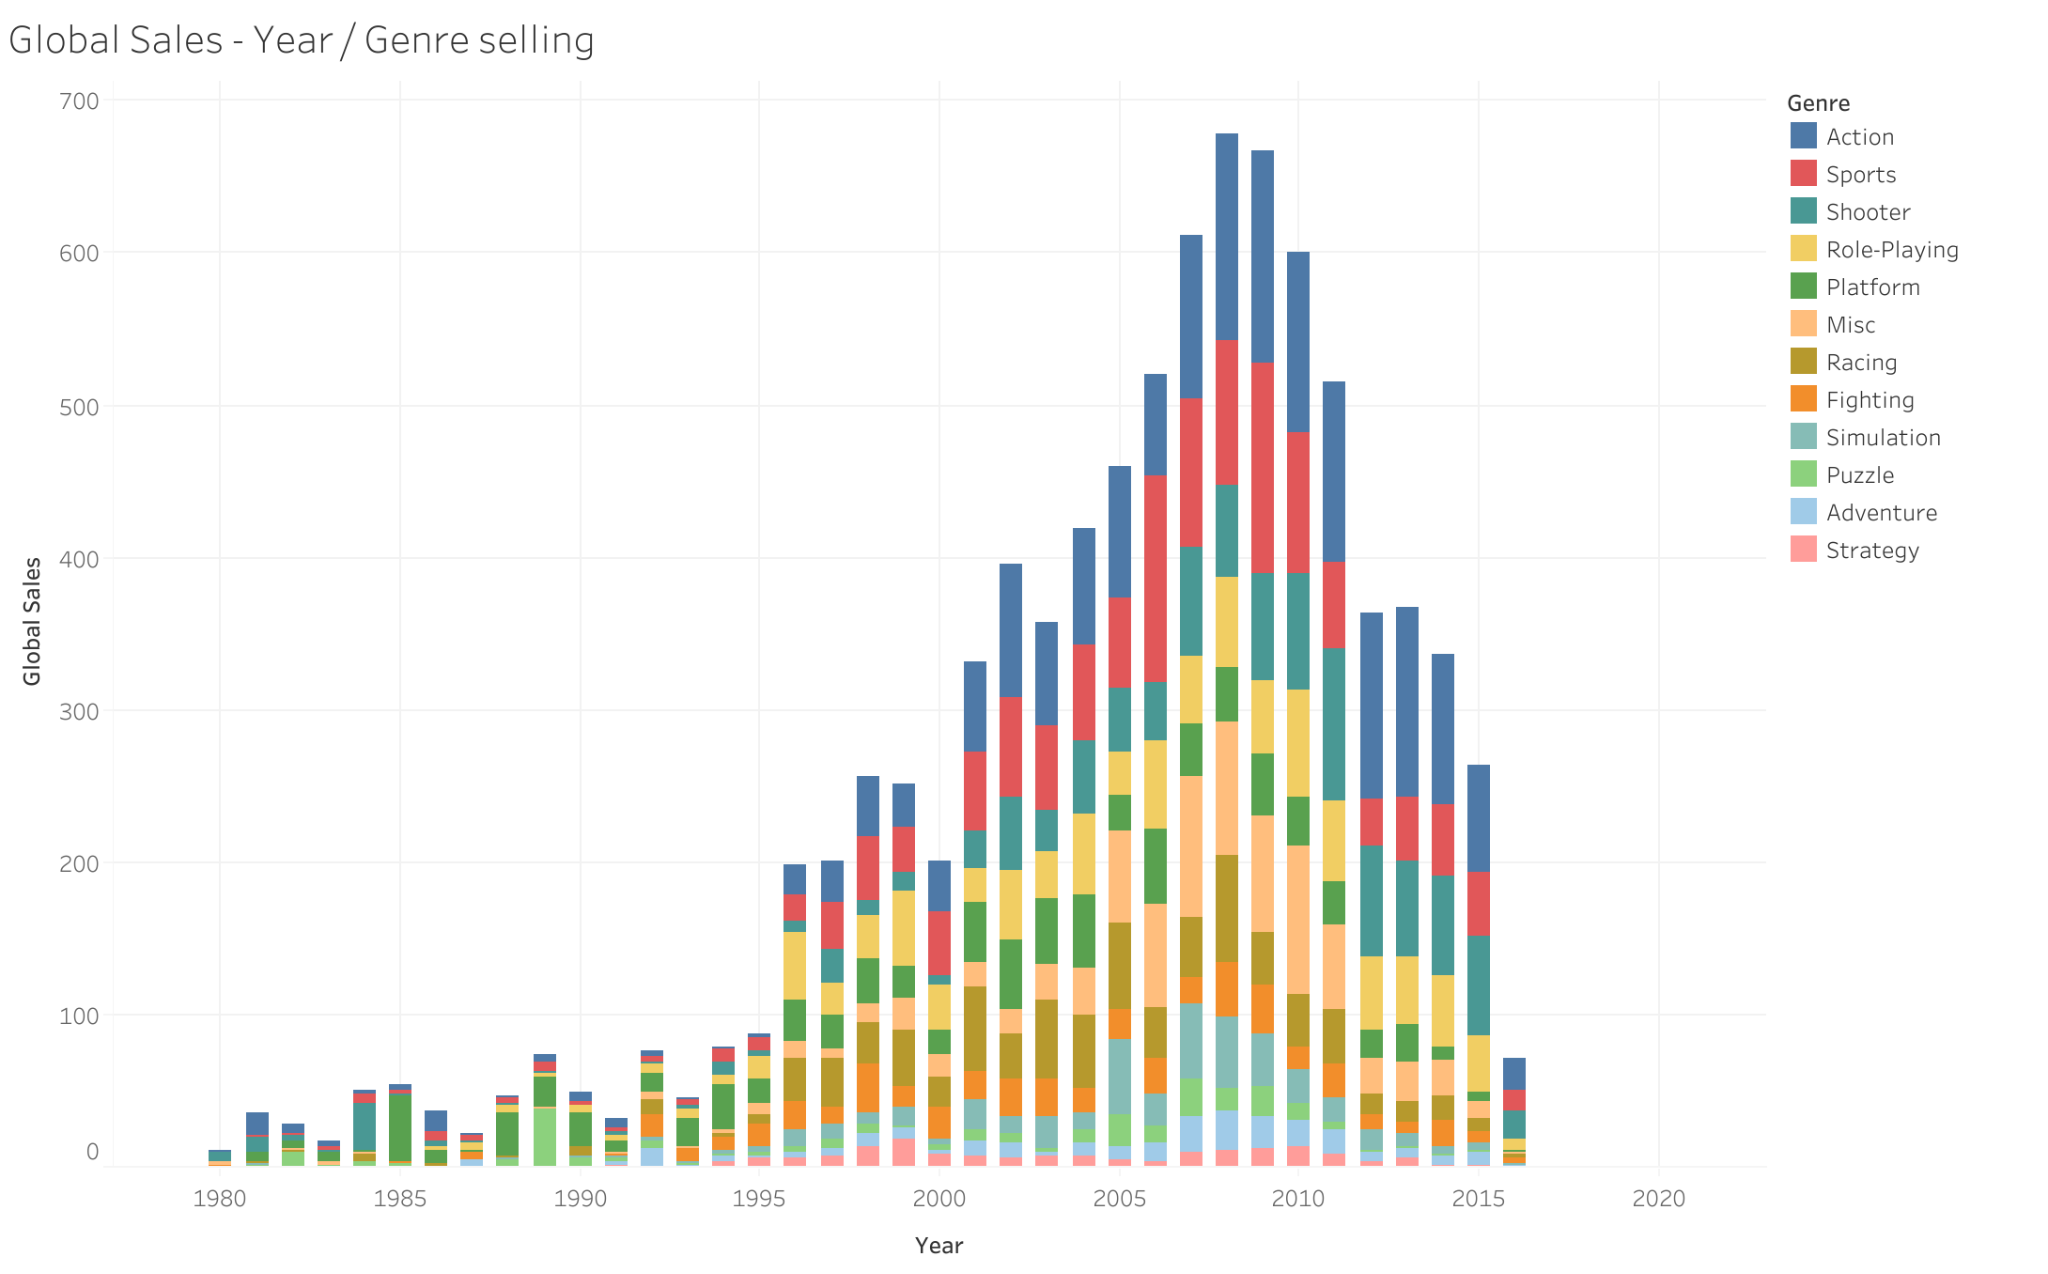 Global Sales - Year / Genre selling
700
600
500
400
300
200
100
0
Global Sales
1980 1985 1990 1995 2000 2005 2010 2015 2020
Year
Genre
Action
Sports
Shooter
Role-Playing
Platform
Misc
Racing
Fighting
Simulation
Puzzle
Adventure
Strategy